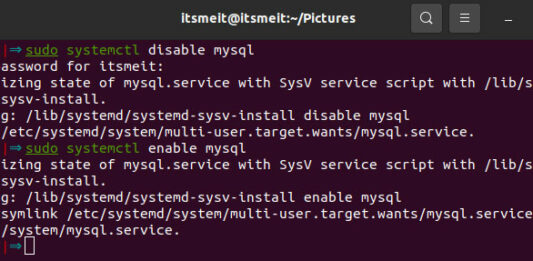 itsmeit@itsmeit:~/Pictures
|⇒ sudo systemctl disable mysql
assword for itsmeit:
izing state of mysql.service with SysV service script with /lib/s
sysv-install.
g: /lib/systemd/systemd-sysv-install disable mysql
/etc/systemd/system/multi-user.target.wants/mysql.service.
|⇒ sudo systemctl enable mysql
izing state of mysql.service with SysV service script with /lib/s
sysv-install.
g: /lib/systemd/systemd-sysv-install enable mysql
symlink /etc/systemd/system/multi-user.target.wants/mysql.service
/system/mysql.service.
|⇒